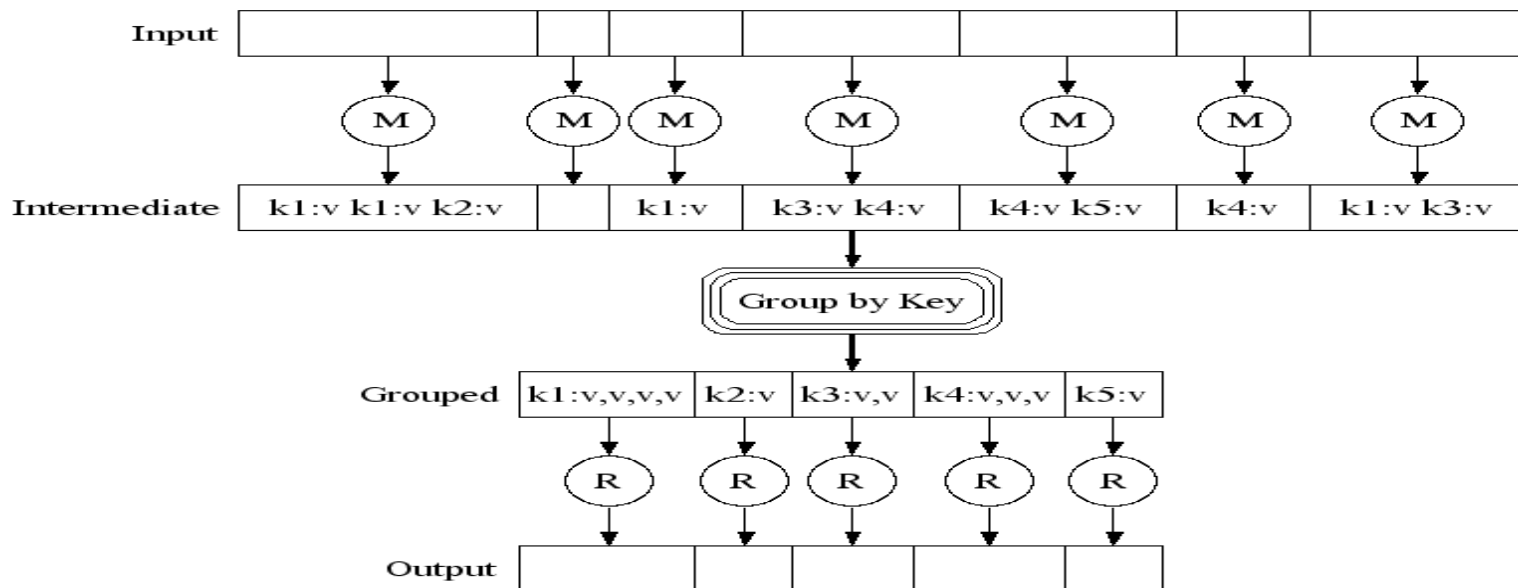 Input
M M M M M M M
Intermediate k1:v k1:v k2:v k1:v k3:v k4:v k4:v k5:v k4:v k1:v k3:v
Group by Key
Grouped k1:v,v,v,v k2:v k3:v,v k4:v,v,v k5:v
R R R R R
Output